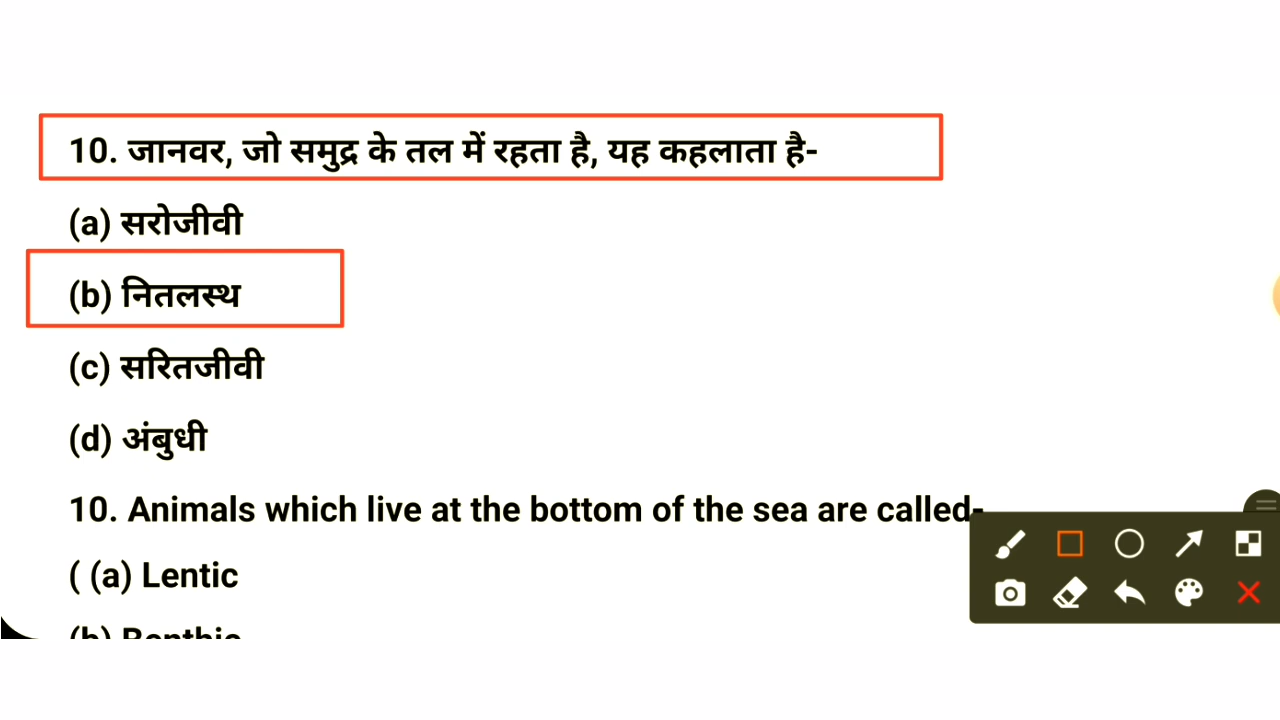 10. जानवर, जो समुद्र के तल में रहता है, यह कहलाता है-
(a) सरोजीवी
(b) नितलस्थ
(c) सरितजीवी
(d) अंबुधी
10. Animals which live at the bottom of the sea are called-
( (a) Lentic
(b) Benthic